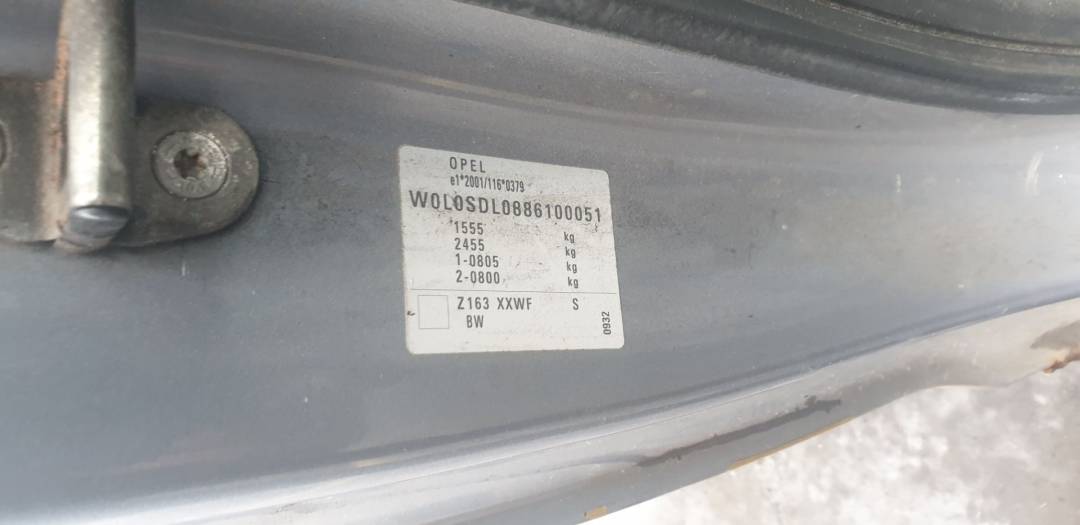 OPEL
e1*2001/116*0379
W0L0SDL0886100051
1555 kg
2455 kg
1-0805 kg
2-0800 kg
Z163 XXWF S
BW
0932